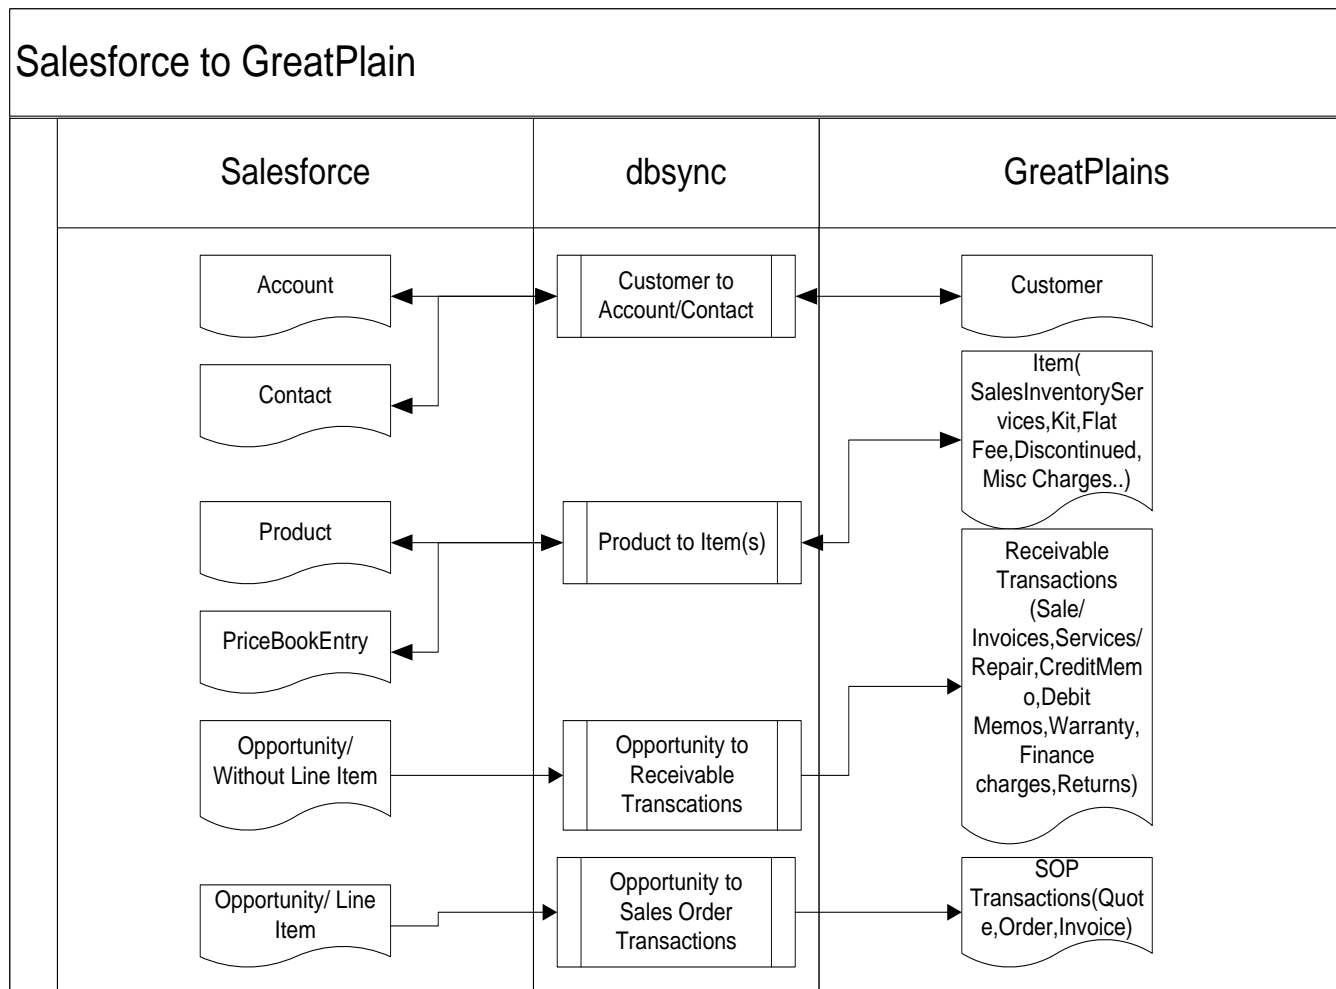 Salesforce to GreatPlain
Salesforce
dbsync
GreatPlains
Account
Customer to
Account/Contact
Customer
Contact
Item(
SalesInventorySer
vices,Kit,Flat
Fee,Discontinued,
Misc Charges..)
Product
Product to Item(s)
PriceBookEntry
Receivable
Transactions
(Sale/
Invoices,Services/
Repair,CreditMem
o,Debit
Memos,Warranty,
Finance
charges,Returns)
Opportunity/
Without Line Item
Opportunity to
Receivable
Transcations
Opportunity/ Line
Item
Opportunity to
Sales Order
Transactions
SOP
Transactions(Quot
e,Order,Invoice)